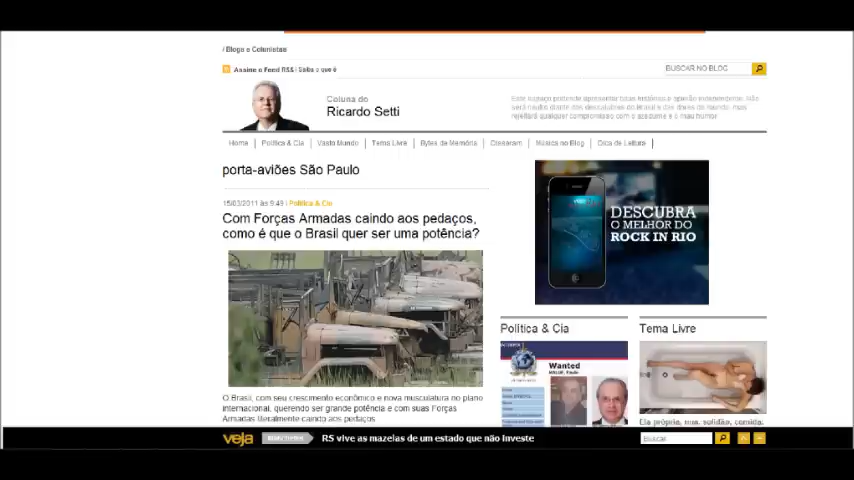 / Blogs e Colunistas
Assine o Feed RSS | Saiba o que é
BUSCAR NO BLOG
Coluna do
Ricardo Setti
Home
Política & Cia
Vasto Mundo
Tema Livre
Bytes de Memória
Disseram
Música no Blog
Dica de Leitura
porta-aviões São Paulo
15/03/2011 às 9:49 | Política & Cia
Com Forças Armadas caindo aos pedaços,
como é que o Brasil quer ser uma potência?
O Brasil, com seu crescimento econômico e nova musculatura no plano
internacional, querendo ser grande potência e com suas Forças
Armadas literalmente caindo aos pedaços
DESCUBRA
O MELHOR DO
ROCK IN RIO
Política & Cia
Wanted
Tema Livre
Ela própria, nua, solidão, comida,
veja
RS vive as mazelas de um estado que não investe
Buscar